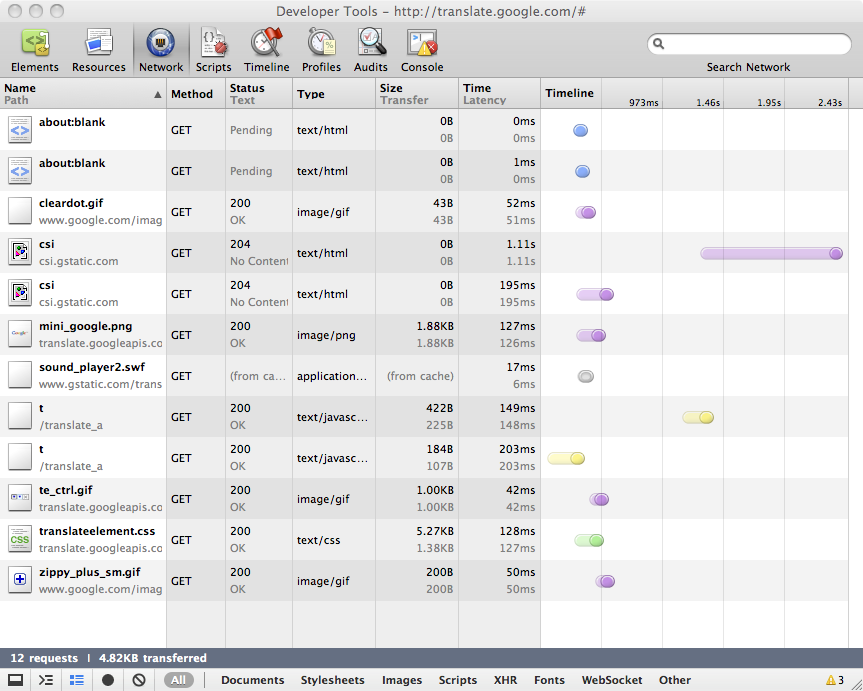 Developer Tools – http://translate.google.com/#
Elements Resources Network Scripts Timeline Profiles Audits Console Search Network
Name Path Method Status Text Type Size Transfer Time Latency Timeline 973ms 1.46s 1.95s 2.43s
about:blank GET Pending text/html 0B 0B 0ms 0ms
about:blank GET Pending text/html 0B 0B 1ms 0ms
cleardot.gif www.google.com/imag GET 200 OK image/gif 43B 43B 52ms 51ms
csi csi.gstatic.com GET 204 No Content text/html 0B 0B 1.11s 1.11s
csi csi.gstatic.com GET 204 No Content text/html 0B 0B 195ms 195ms
mini_google.png translate.googleapis.co GET 200 OK image/png 1.88KB 1.88KB 127ms 126ms
sound_player2.swf www.gstatic.com/trans GET (from ca... application... (from cache) 17ms 6ms
t /translate_a GET 200 OK text/javasc... 422B 225B 149ms 148ms
t /translate_a GET 200 OK text/javasc... 184B 107B 203ms 203ms
te_ctrl.gif translate.googleapis.co GET 200 OK image/gif 1.00KB 1.00KB 42ms 42ms
CSS translateelement.css translate.googleapis.co GET 200 OK text/css 5.27KB 1.38KB 128ms 127ms
zippy_plus_sm.gif www.google.com/imag GET 200 OK image/gif 200B 200B 50ms 50ms
12 requests | 4.82KB transferred
All Documents Stylesheets Images Scripts XHR Fonts WebSocket Other 3